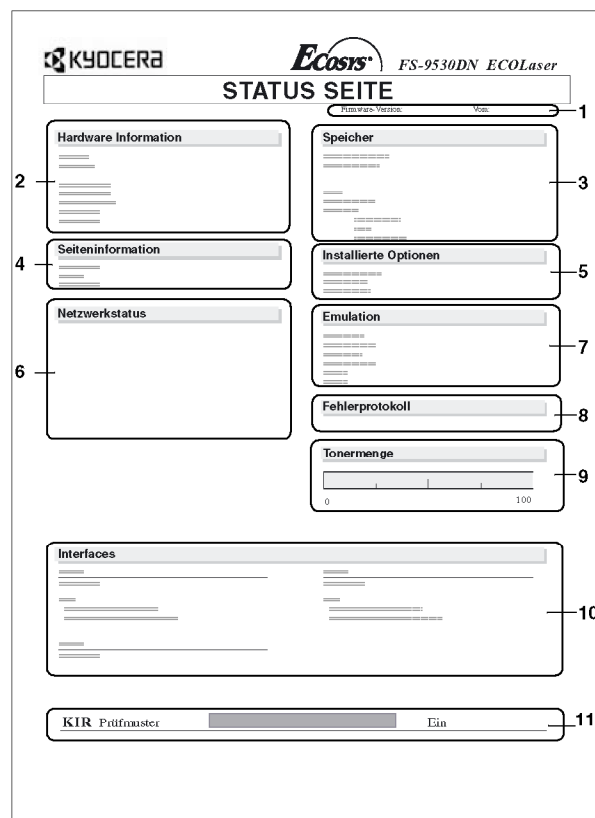 KYOCERA
ECOSYS FS-9530DN ECOLaser
STATUS SEITE
Firmware-Version: Vom: 1
Hardware Information
2
Speicher
3
Seiteninformation
4
Installierte Optionen
5
Netzwerkstatus
6
Emulation
7
Fehlerprotokoll
8
Tonermenge
9
0 100
Interfaces
10
KIR Prüfmuster Ein 11